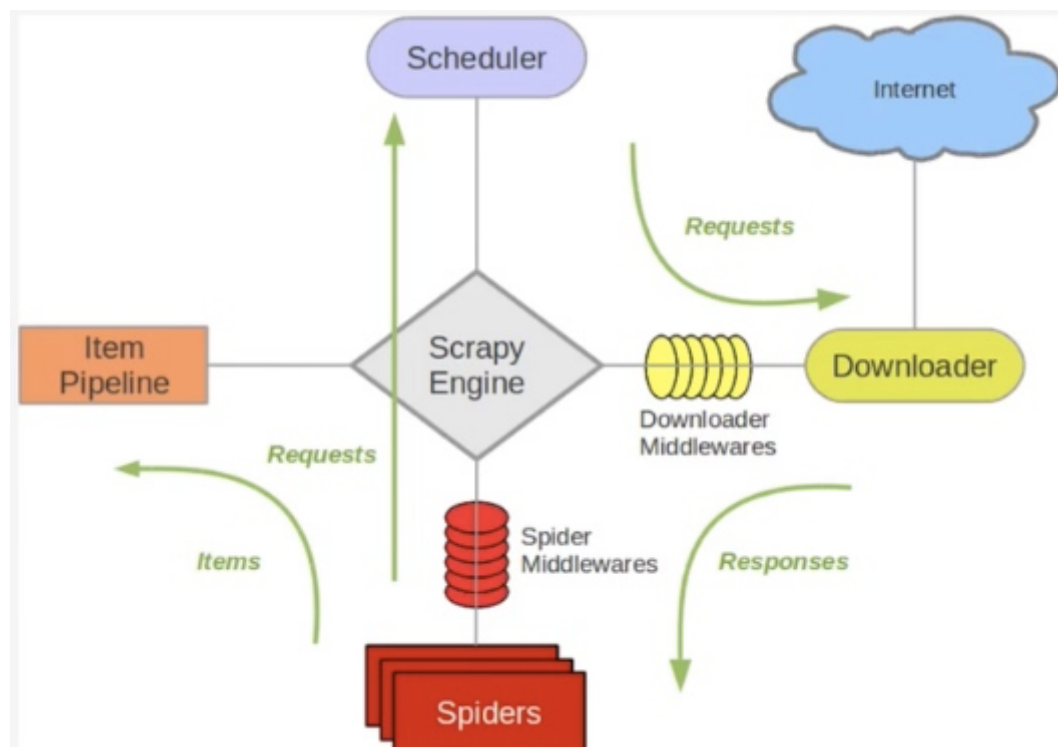 Scheduler
Internet
Requests
Item
Pipeline
Scrapy
Engine
Downloader
Downloader
Middlewares
Requests
Items
Spider
Middlewares
Responses
Spiders